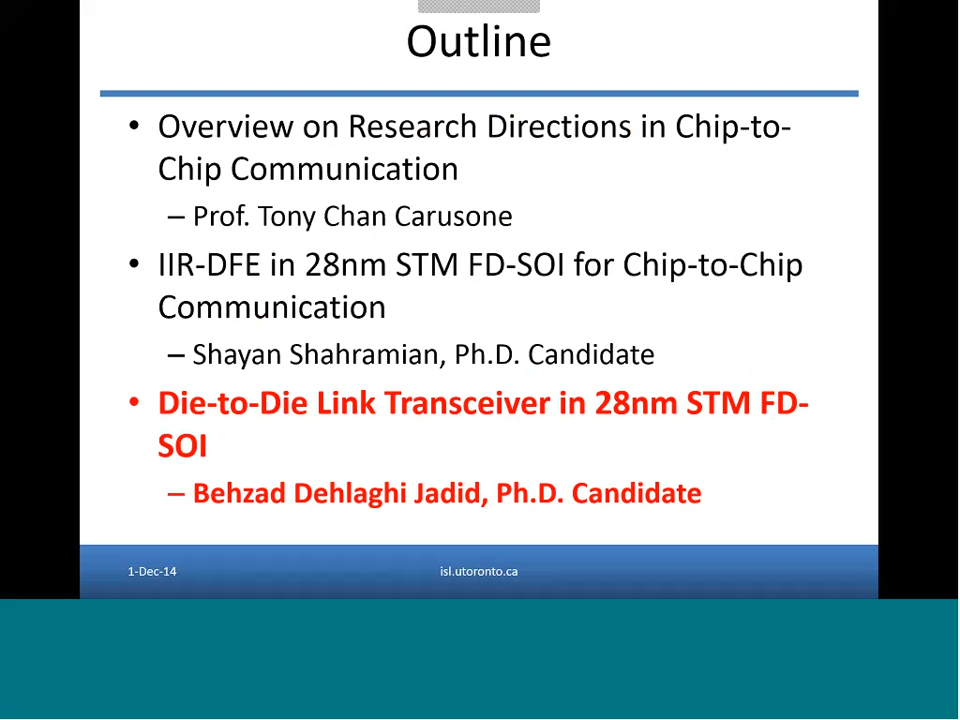 Outline
• Overview on Research Directions in Chip-to-
Chip Communication
– Prof. Tony Chan Carusone
• IIR-DFE in 28nm STM FD-SOI for Chip-to-Chip
Communication
– Shayan Shahramian, Ph.D. Candidate
• Die-to-Die Link Transceiver in 28nm STM FD-
SOI
– Behzad Dehlaghi Jadid, Ph.D. Candidate
1-Dec-14 isl.utoronto.ca